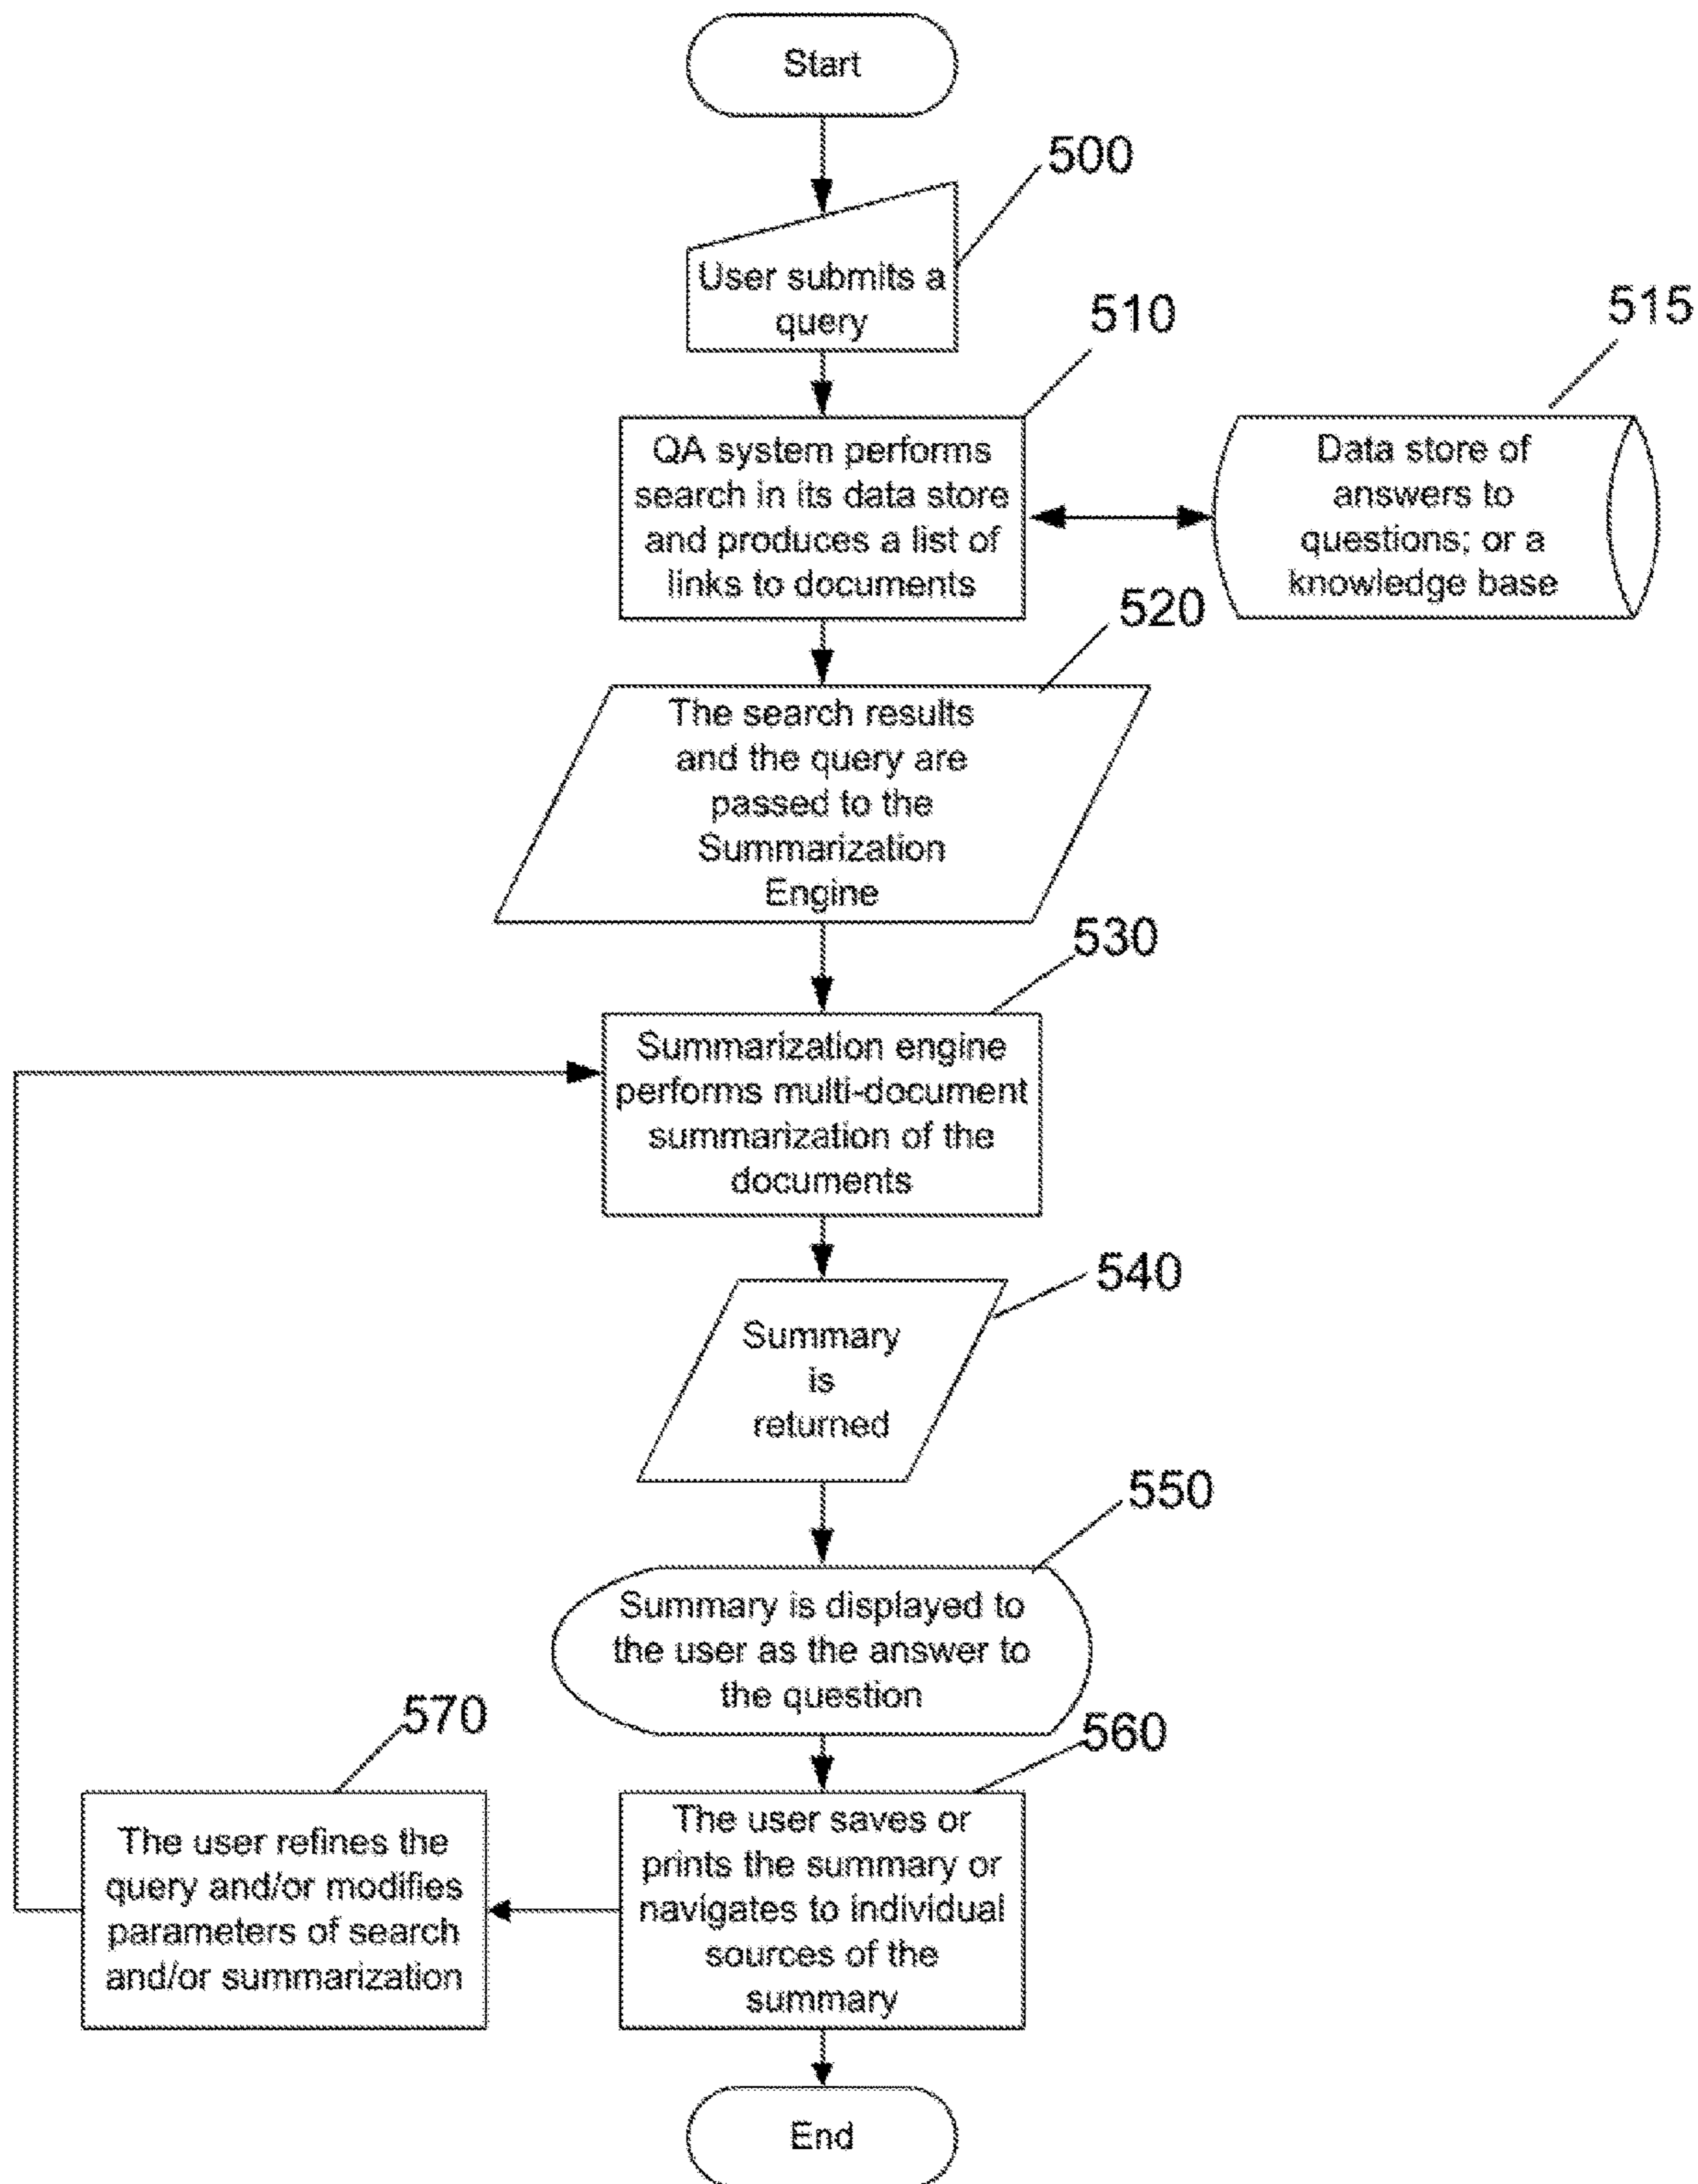 Start
500
User submits a
query
510
515
QA system performs
search in its data store
and produces a list of
links to documents
Data store of
answers to
questions; or a
knowledge base
520
The search results
and the query are
passed to the
Summarization
Engine
530
Summarization engine
performs multi-document
summarization of the
documents
540
Summary
is
returned
550
Summary is displayed to
the user as the answer to
the question
570
560
The user refines the
query and/or modifies
parameters of search
and/or summarization
The user saves or
prints the summary or
navigates to individual
sources of the
summary
End